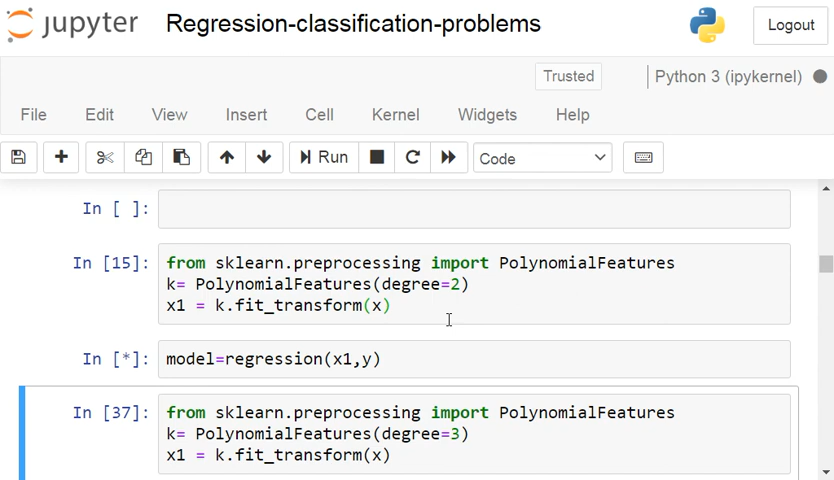 jupyter Regression-classification-problems Logout
Trusted Python 3 (ipykernel)
File Edit View Insert Cell Kernel Widgets Help
Run Code
In [ ]:
In [15]: from sklearn.preprocessing import PolynomialFeatures
k= PolynomialFeatures(degree=2)
x1 = k.fit_transform(x)
In [*]: model=regression(x1,y)
In [37]: from sklearn.preprocessing import PolynomialFeatures
k= PolynomialFeatures(degree=3)
x1 = k.fit_transform(x)